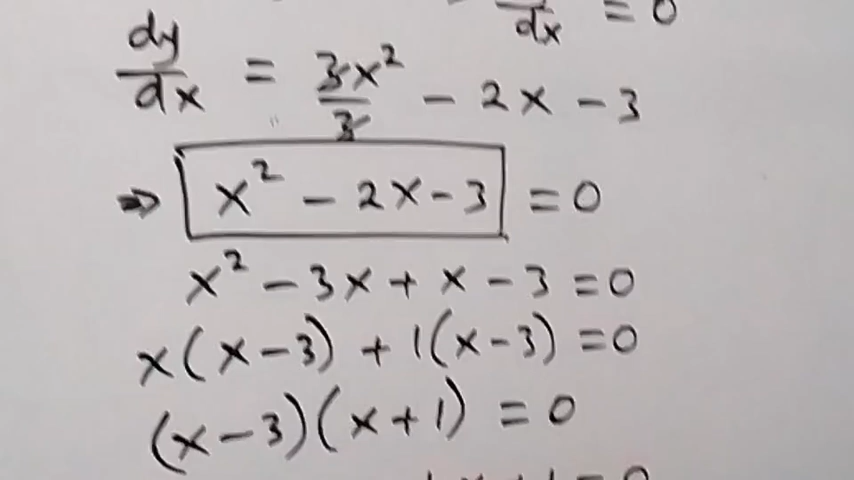 dy/dx = 0
dy/dx = 3x²/3 - 2x - 3
⇒ x² - 2x - 3 = 0
x² - 3x + x - 3 = 0
x(x - 3) + 1(x - 3) = 0
(x - 3)(x + 1) = 0